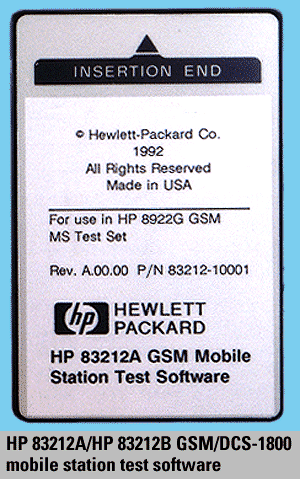 INSERTION END
© Hewlett-Packard Co.
1992
All Rights Reserved
Made in USA
For use in HP 8922G GSM
MS Test Set
Rev. A.00.00 P/N 83212-10001
hp HEWLETT
PACKARD
HP 83212A GSM Mobile
Station Test Software
HP 83212A/HP 83212B GSM/DCS-1800
mobile station test software